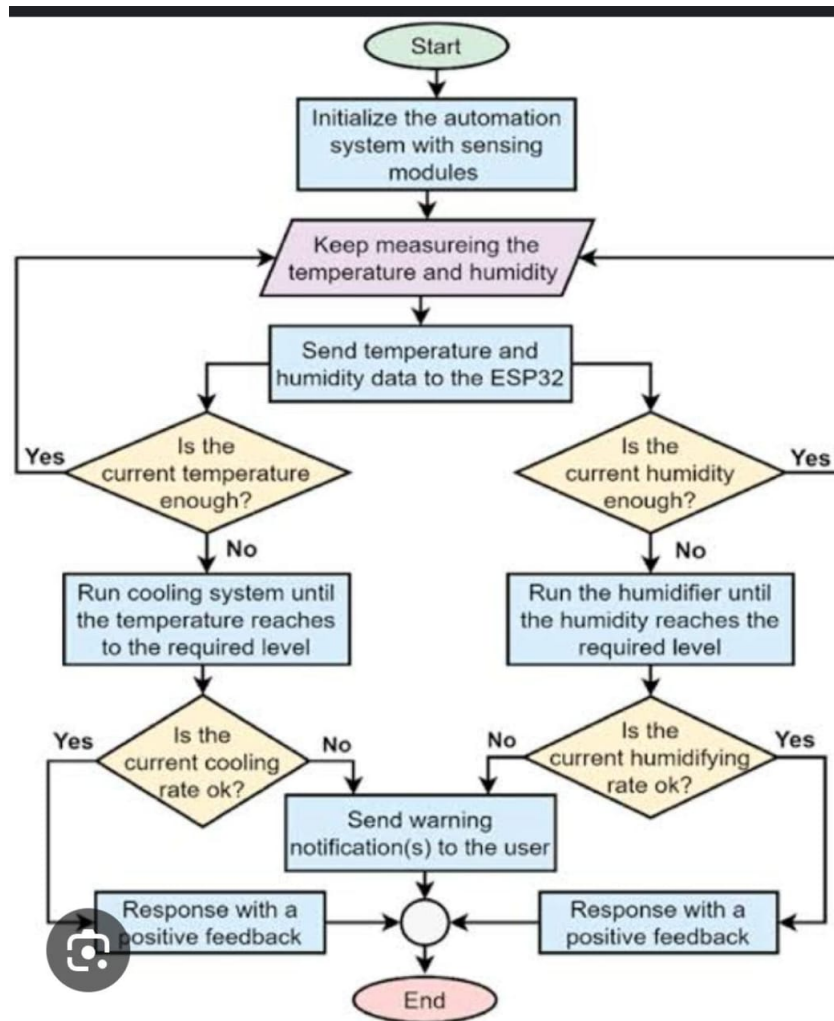 Start
Initialize the automation
system with sensing
modules
Keep measureing the
temperature and humidity
Send temperature and
humidity data to the ESP32
Yes
Is the
current temperature
enough?
Is the
current humidity
enough?
Yes
No
No
Run cooling system until
the temperature reaches
to the required level
Run the humidifier until
the humidity reaches the
required level
Yes
Is the
current cooling
rate ok?
No
No
Is the
current humidifying
rate ok?
Yes
Send warning
notification(s) to the user
Response with a
positive feedback
Response with a
positive feedback
End